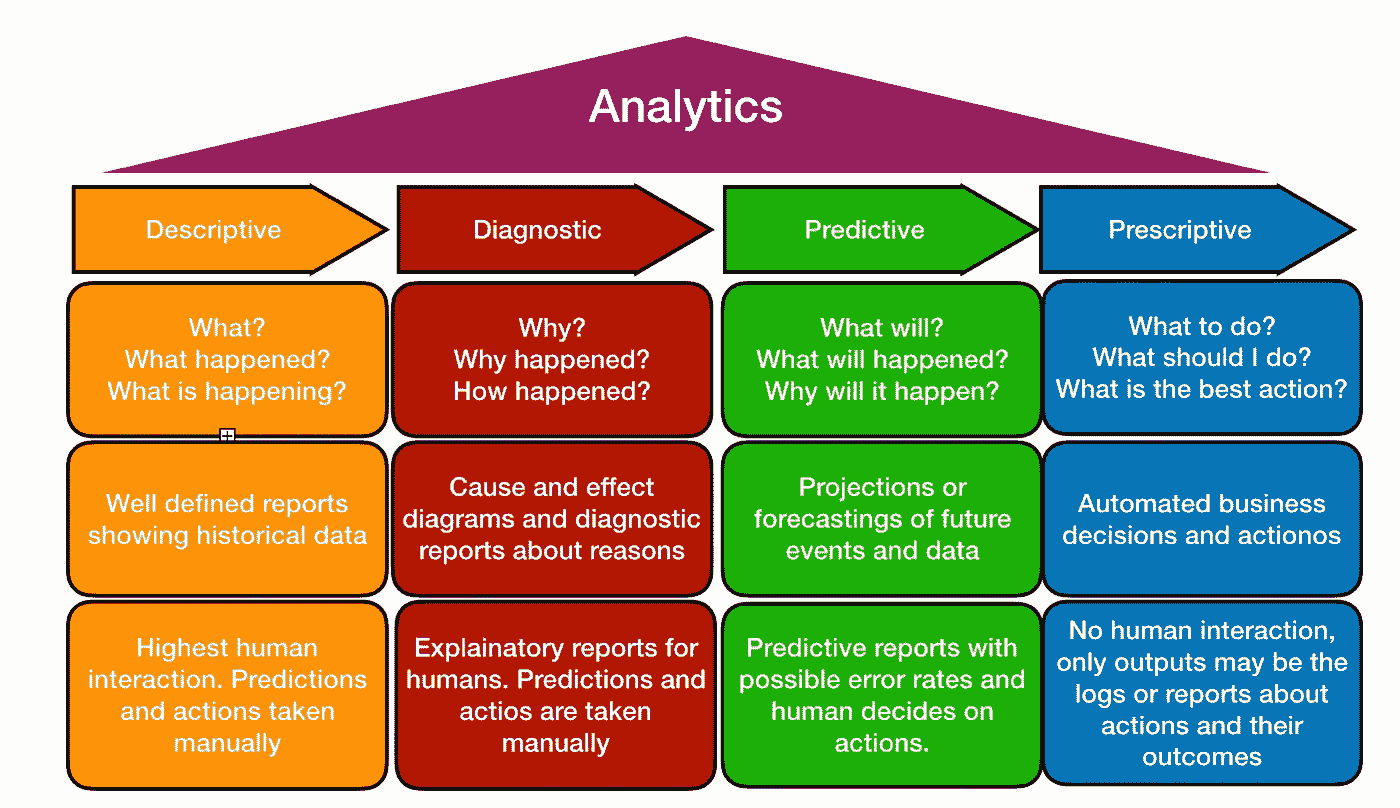 Analytics
Descriptive
Diagnostic
Predictive
Prescriptive
What?
What happened?
What is happening?
Why?
Why happened?
How happened?
What will?
What will happened?
Why will it happen?
What to do?
What should I do?
What is the best action?
Well defined reports
showing historical data
Cause and effect
diagrams and diagnostic
reports about reasons
Projections or
forecastings of future
events and data
Automated business
decisions and actionos
Highest human
interaction. Predictions
and actions taken
manually
Explainatory reports for
humans. Predictions and
actios are taken
manually
Predictive reports with
possible error rates and
human decides on
actions.
No human interaction,
only outputs may be the
logs or reports about
actions and their
outcomes